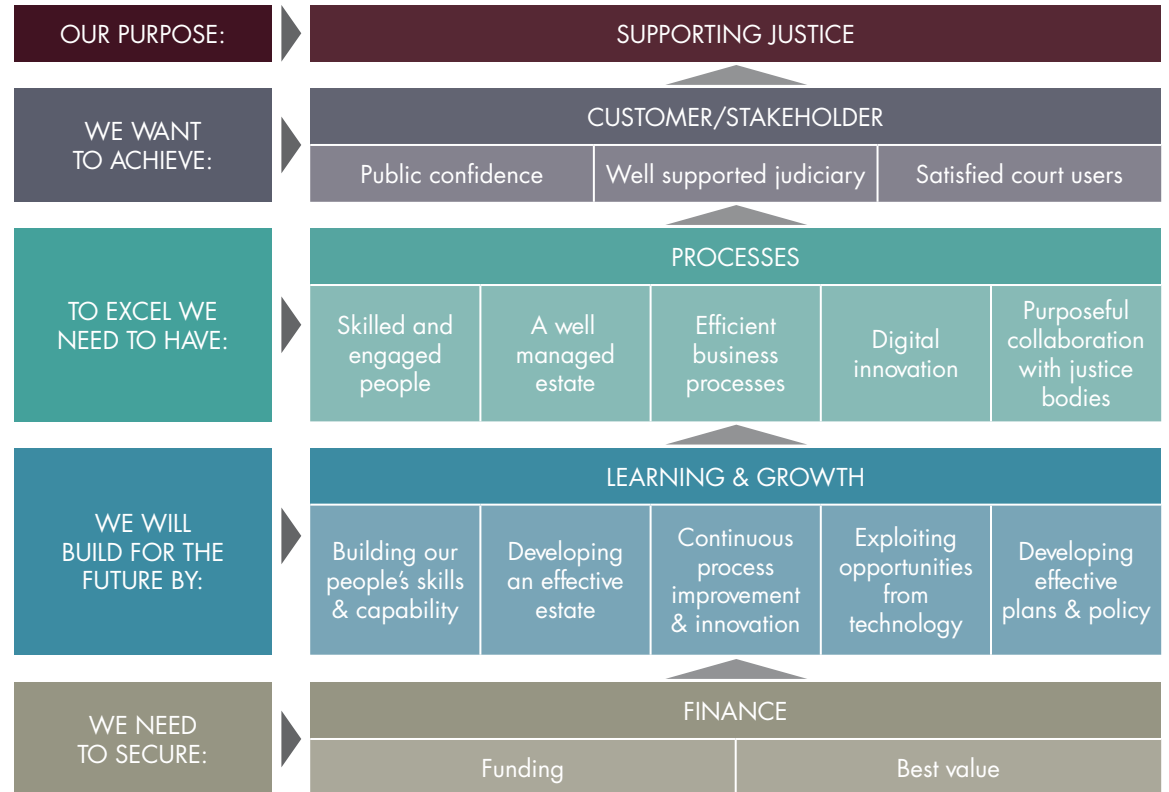 OUR PURPOSE:
SUPPORTING JUSTICE
WE WANT
TO ACHIEVE:
CUSTOMER/STAKEHOLDER
Public confidence
Well supported judiciary
Satisfied court users
TO EXCEL WE
NEED TO HAVE:
PROCESSES
Skilled and
engaged
people
A well
managed
estate
Efficient
business
processes
Digital
innovation
Purposeful
collaboration
with justice
bodies
WE WILL
BUILD FOR THE
FUTURE BY:
LEARNING & GROWTH
Building our
people’s skills
& capability
Developing
an effective
estate
Continuous
process
improvement
& innovation
Exploiting
opportunities
from
technology
Developing
effective
plans & policy
WE NEED
TO SECURE:
FINANCE
Funding
Best value